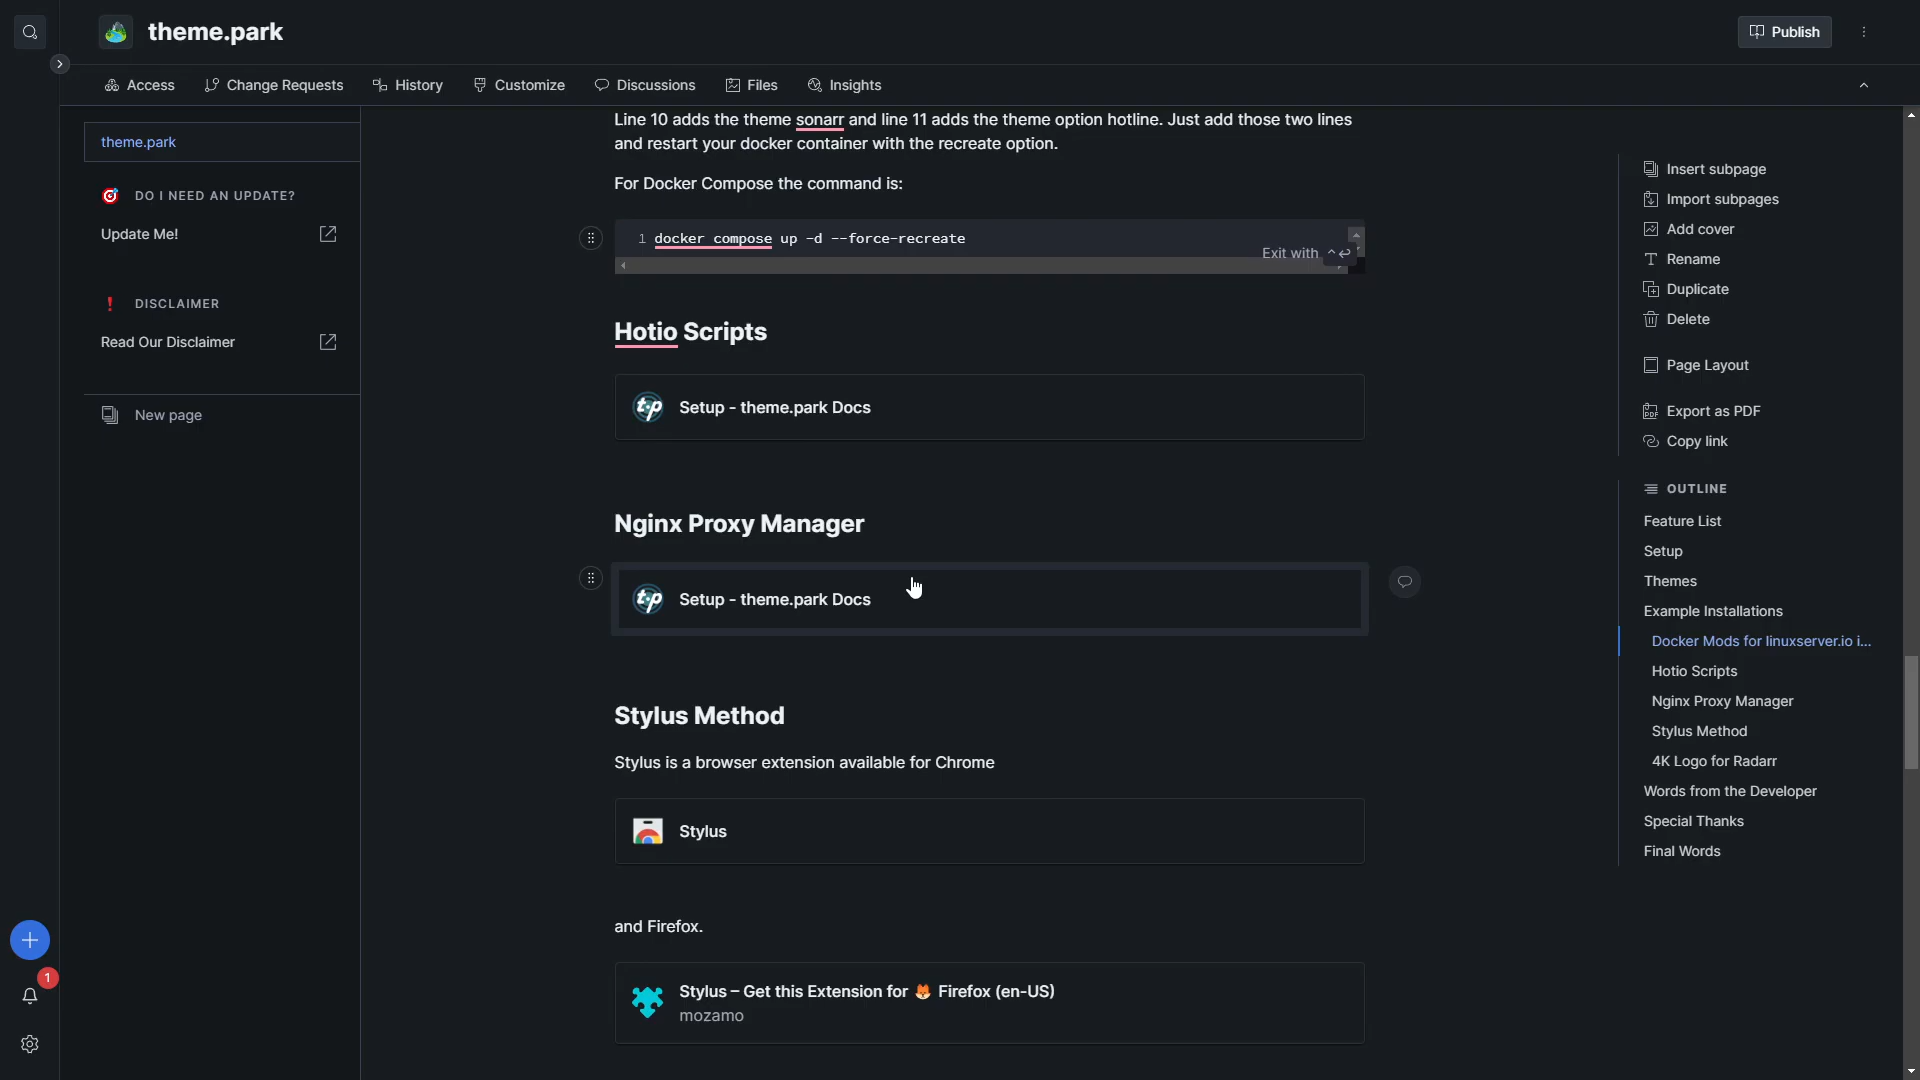 theme.park
Publish
Access
Change Requests
History
Customize
Discussions
Files
Insights
theme.park
DO I NEED AN UPDATE?
Update Me!
DISCLAIMER
Read Our Disclaimer
New page
Line 10 adds the theme sonarr and line 11 adds the theme option hotline. Just add those two lines
and restart your docker container with the recreate option.
For Docker Compose the command is:
1 docker compose up -d --force-recreate
Exit with ⌃↩
Hotio Scripts
t·p Setup - theme.park Docs
Nginx Proxy Manager
t·p Setup - theme.park Docs
Stylus Method
Stylus is a browser extension available for Chrome
Stylus
and Firefox.
Stylus – Get this Extension for 🦊 Firefox (en-US)
mozamo
Insert subpage
Import subpages
Add cover
Rename
Duplicate
Delete
Page Layout
PDF Export as PDF
Copy link
OUTLINE
Feature List
Setup
Themes
Example Installations
Docker Mods for linuxserver.io i...
Hotio Scripts
Nginx Proxy Manager
Stylus Method
4K Logo for Radarr
Words from the Developer
Special Thanks
Final Words
1